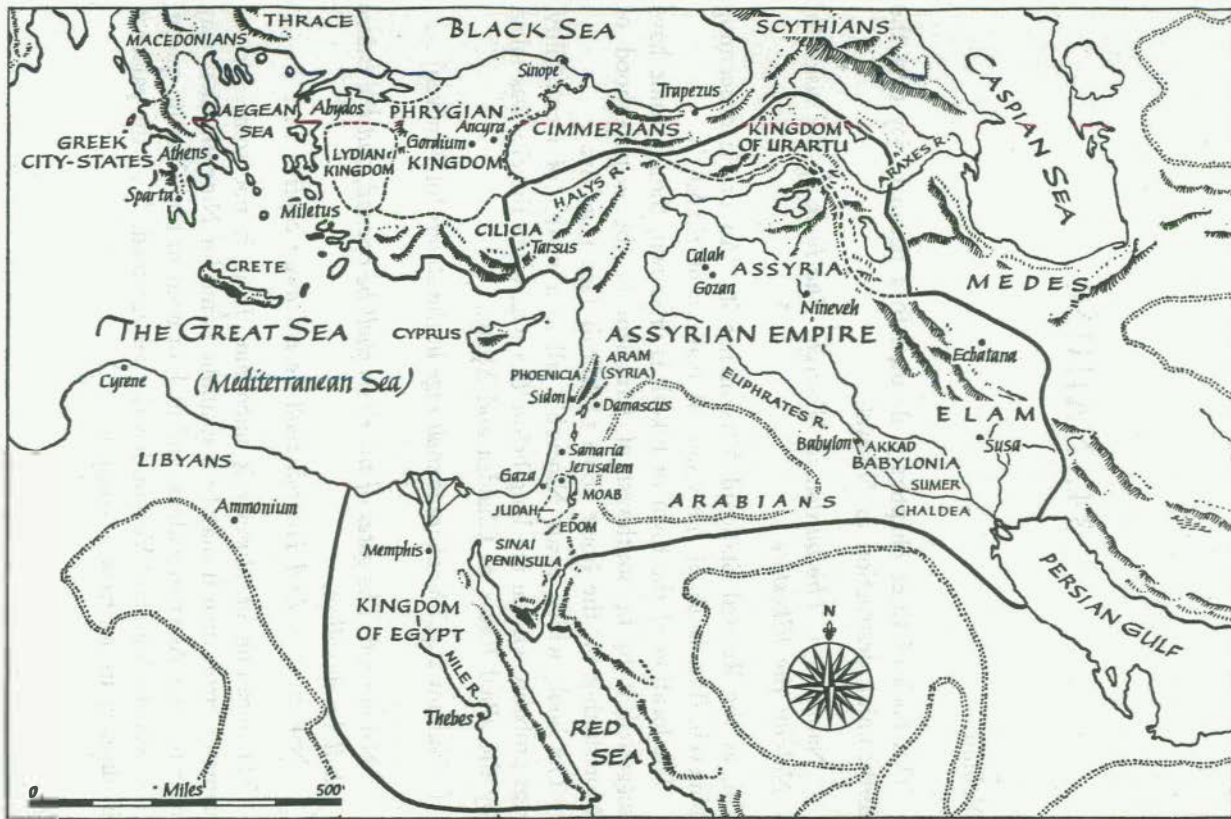 THRACE
BLACK SEA
SCYTHIANS
MACEDONIANS
CASPIAN SEA
Sinope
Trapezus
AEGEAN
SEA
Abydos
PHRYGIAN
KINGDOM
Ancyra
Gordium
CIMMERIANS
KINGDOM
OF URARTU
ARAXES R.
GREEK
CITY-STATES
Athens
LYDIAN
KINGDOM
Sparta
Miletus
HALYS R.
CILICIA
Tarsus
CRETE
Calah
Gozan
ASSYRIA
Nineveh
MEDES
THE GREAT SEA
(Mediterranean Sea)
CYPRUS
ASSYRIAN EMPIRE
Ecbatana
Cyrene
PHOENICIA
ARAM
(SYRIA)
Sidon
Damascus
EUPHRATES R.
ELAM
Babylon
AKKAD
Susa
BABYLONIA
SUMER
CHALDEA
LIBYANS
Samaria
Jerusalem
Gaza
MOAB
JUDAH
EDOM
ARABIANS
Ammonium
Memphis
SINAI
PENINSULA
PERSIAN GULF
KINGDOM
OF EGYPT
N
NILE R.
Thebes
RED
SEA
0 Miles 500